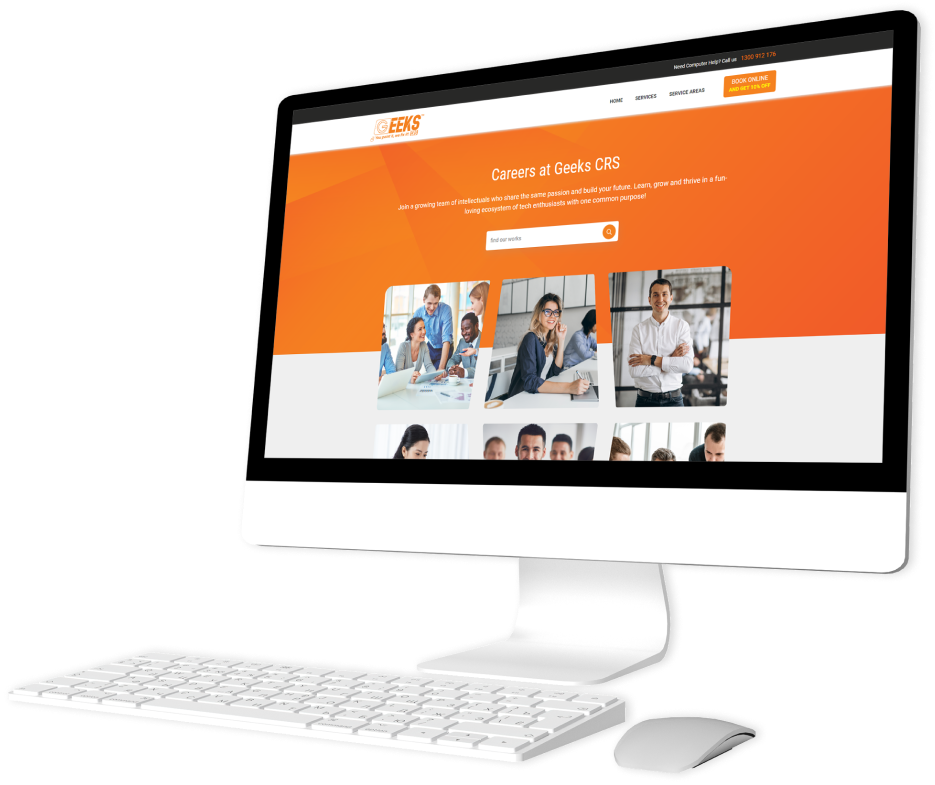 Need Computer Help? Call us 1300 912 176
GEEKS
HOME SERVICES SERVICE AREAS
BOOK ONLINE
AND GET 10% OFF
Careers at Geeks CRS
Join a growing team of intellectuals who share the same passion and build your future. Learn, grow and thrive in a fun-
loving ecosystem of tech enthusiests with one common purpose!
find our works